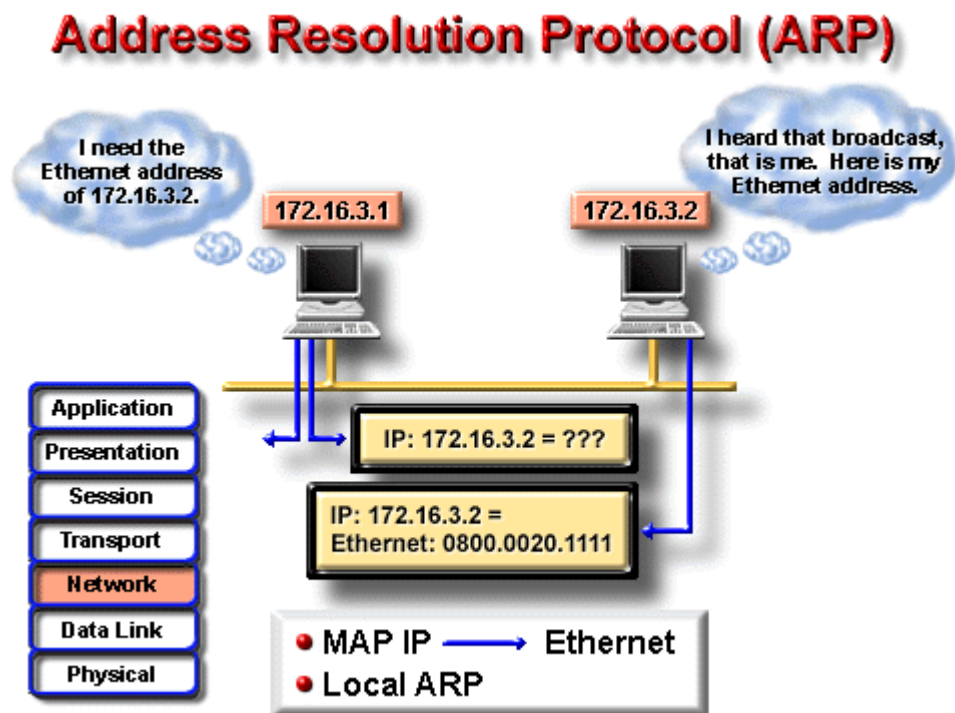 Address Resolution Protocol (ARP)
I need the
Ethernet address
of 172.16.3.2.
I heard that broadcast,
that is me. Here is my
Ethernet address.
172.16.3.1
172.16.3.2
Application
Presentation
Session
Transport
Network
Data Link
Physical
IP: 172.16.3.2 = ???
IP: 172.16.3.2 =
Ethernet: 0800.0020.1111
MAP IP Ethernet
Local ARP